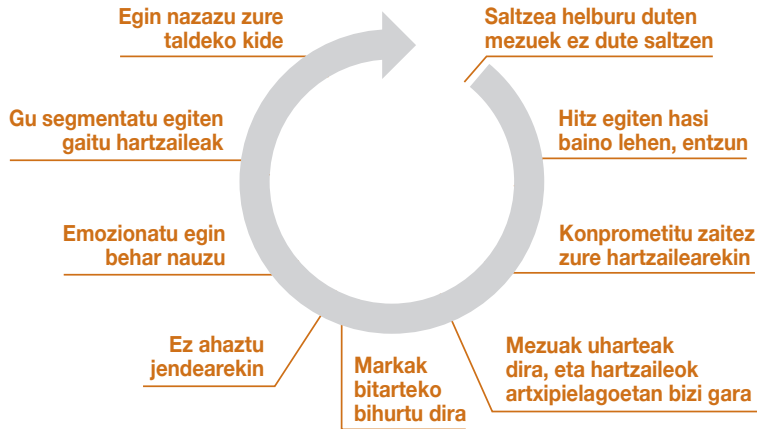 Saltzea helburu duten
mezuek ez dute saltzen
Hitz egiten hasi
baino lehen, entzun
Konprometitu zaitez
zure hartzailearekin
Mezuak uharteak
dira, eta hartzaileok
artxipielagoetan bizi gara
Markak
bitarteko
bihurtu dira
Ez ahaztu
jendearekin
Emozionatu egin
behar nauzu
Gu segmentatu egiten
gaitu hartzaileak
Egin nazazu zure
taldeko kide